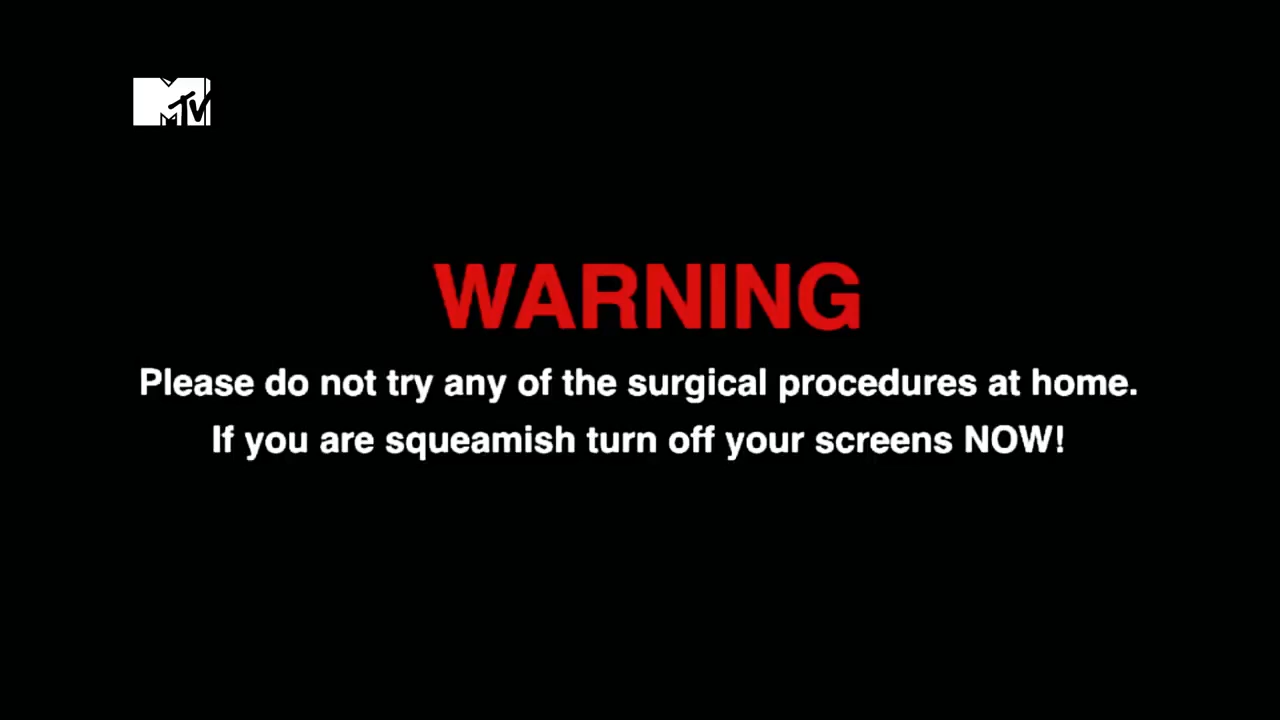 MTV
WARNING
Please do not try any of the surgical procedures at home.
If you are squeamish turn off your screens NOW!